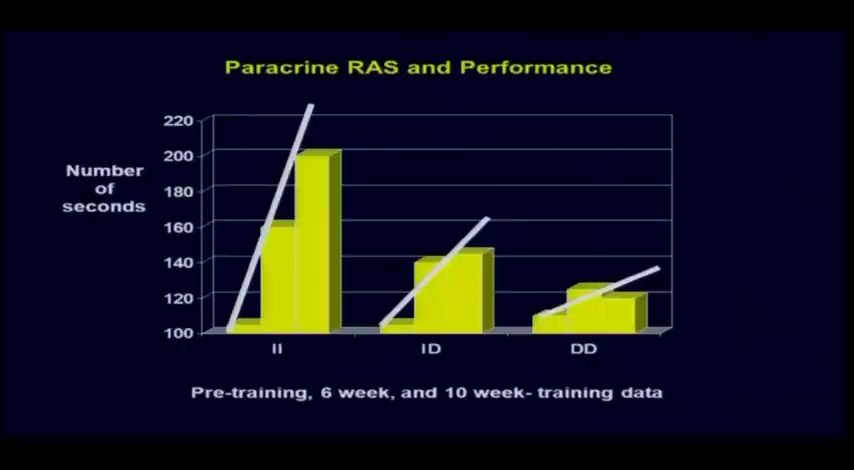 Paracrine RAS and Performance
Number
of
seconds
220
200
180
160
140
120
100
II
ID
DD
Pre-training, 6 week, and 10 week- training data